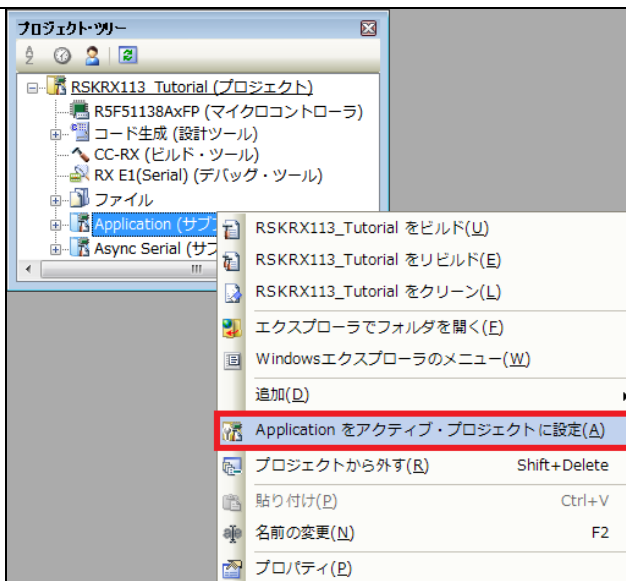 プロジェクト・ツリー
RSKRX113_Tutorial (プロジェクト)
R5F51138AxFP (マイクロコントローラ)
コード生成 (設計ツール)
CC-RX (ビルド・ツール)
RX E1(Serial) (デバッグ・ツール)
ファイル
Application (サブ
Async Serial (サブ
RSKRX113_Tutorial をビルド(U)
RSKRX113_Tutorial をリビルド(E)
RSKRX113_Tutorial をクリーン(L)
エクスプローラでフォルダを開く(F)
Windowsエクスプローラのメニュー(W)
追加(D)
Application をアクティブ・プロジェクトに設定(A)
プロジェクトから外す(R) Shift+Delete
貼り付け(P) Ctrl+V
名前の変更(N) F2
プロパティ(P)